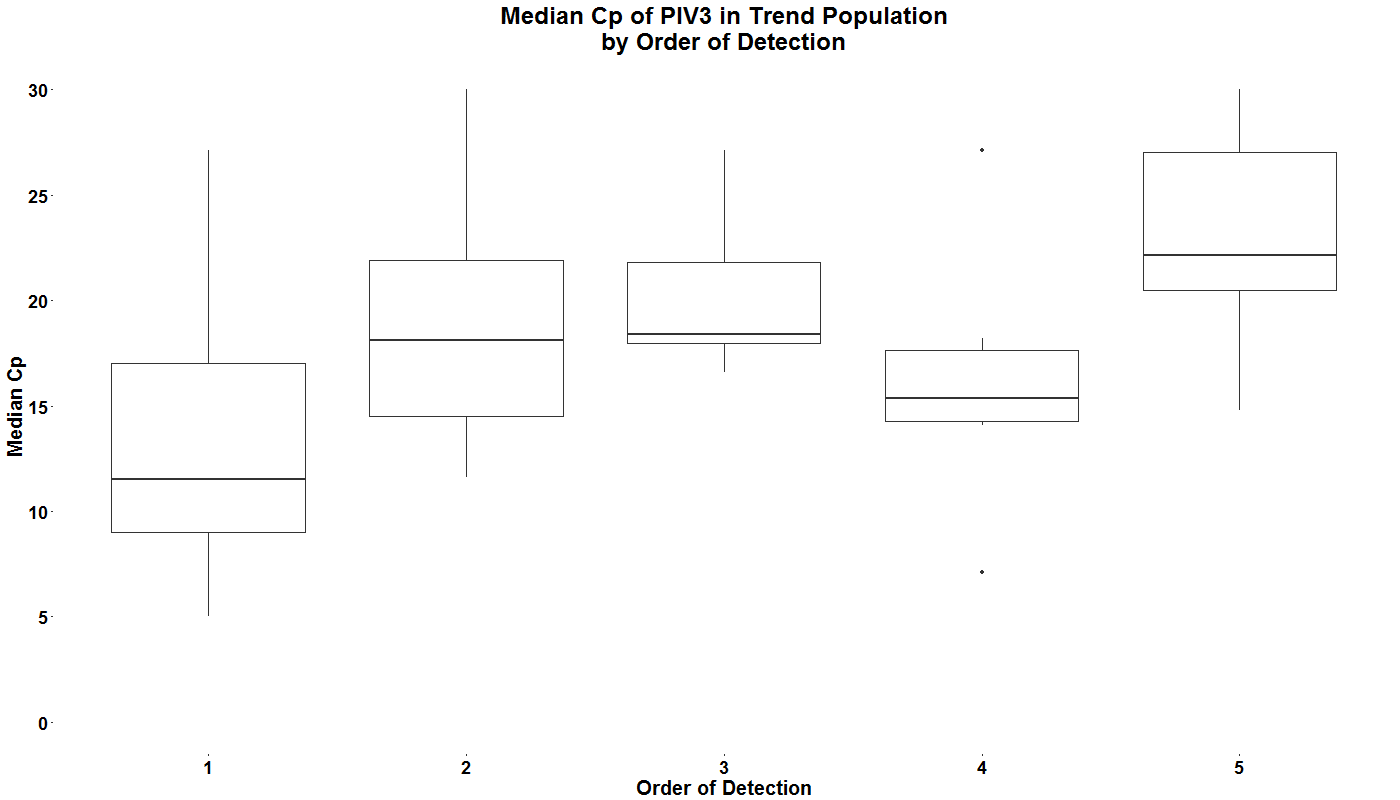 Median Cp of PIV3 in Trend Population
by Order of Detection
Median Cp
30
25
20
15
10
5
0
1 2 3 4 5
Order of Detection